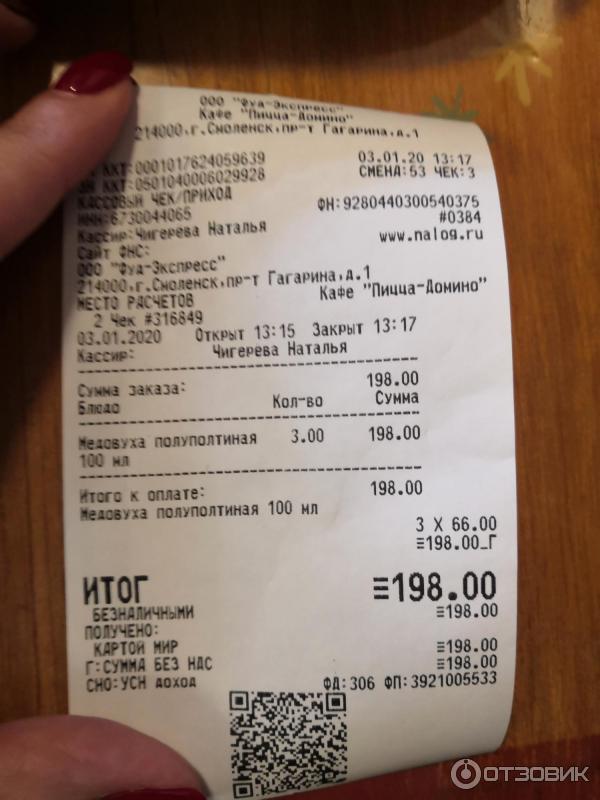 ООО "Фуд-Экспресс"
Кафе "Пицца-Домино"
214000,г.Смоленск,пр-т Гагарина,д.1
ККТ:0001017624059639 03.01.20 13:17
ЗН ККТ:0501040006029928 СМЕНА:53 ЧЕК:3
КАССОВЫЙ ЧЕК/ПРИХОД
ИНН:6730044065 ФН:9280440300540375
Кассир:Чигерева Наталья #0384
Сайт ФНС: www.nalog.ru
ООО "Фуд-Экспресс"
214000,г.Смоленск,пр-т Гагарина,д.1
МЕСТО РАСЧЕТОВ Кафе "Пицца-Домино"
2 Чек #316849
03.01.2020 Открыт 13:15 Закрыт 13:17
Кассир: Чигерева Наталья
Сумма заказа: 198.00
Блюдо Кол-во Сумма
Медовуха полуполтиная 3.00 198.00
100 мл
Итого к оплате: 198.00
Медовуха полуполтиная 100 мл
3 X 66.00
≡198.00_Г
ИТОГ ≡198.00
БЕЗНАЛИЧНЫМИ ≡198.00
ПОЛУЧЕНО:
КАРТОЙ МИР ≡198.00
Г:СУММА БЕЗ НДС ≡198.00
СНО:УСН доход ФД:306 ФП:3921005533
ОТЗОВИК